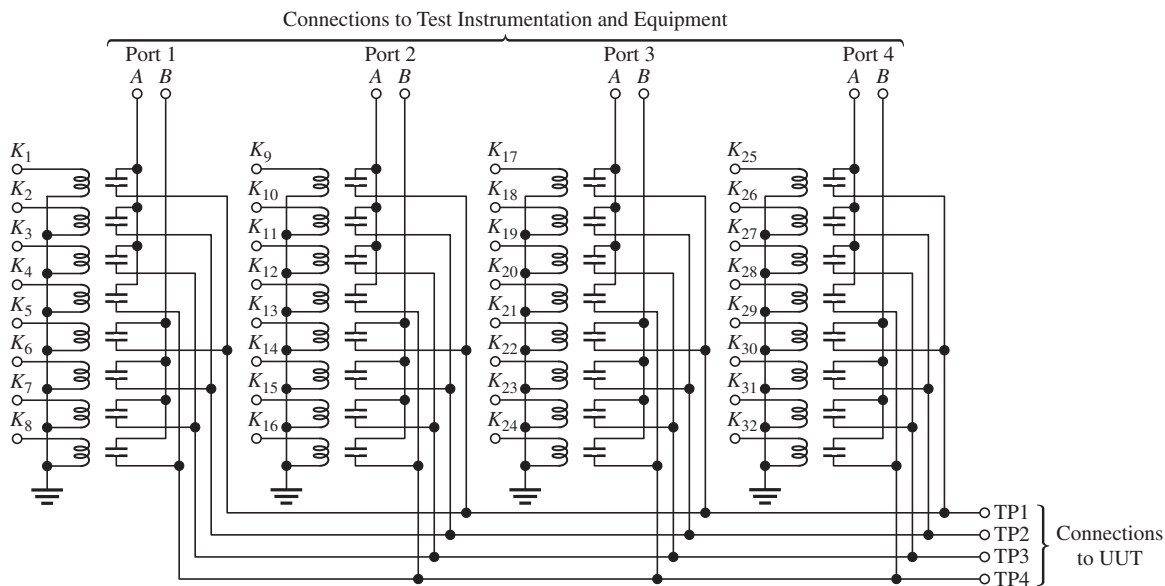 Connections to Test Instrumentation and Equipment
Port 1 Port 2 Port 3 Port 4
A B A B A B A B
K1 K9 K17 K25
K2 K10 K18 K26
K3 K11 K19 K27
K4 K12 K20 K28
K5 K13 K21 K29
K6 K14 K22 K30
K7 K15 K23 K31
K8 K16 K24 K32
TP1
TP2
TP3
TP4
Connections
to UUT